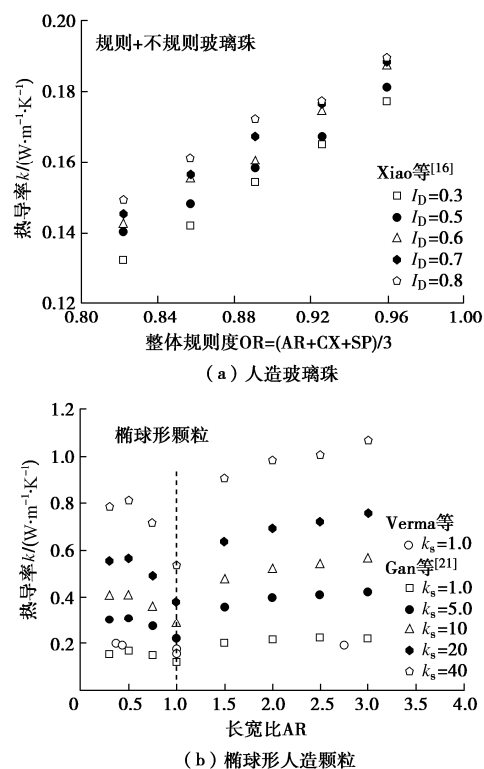 0.20
规则+不规则玻璃珠
0.18
0.16
0.14
0.12
热导率k/(W·m⁻¹·K⁻¹)
Xiao等[16]
I_D=0.3
I_D=0.5
I_D=0.6
I_D=0.7
I_D=0.8
0.80 0.84 0.88 0.92 0.96 1.00
整体规则度OR=(AR+CX+SP)/3
(a)人造玻璃珠
1.2
椭球形颗粒
1.0
0.8
0.6
0.4
0.2
热导率k/(W·m⁻¹·K⁻¹)
Verma等
k_s=1.0
Gan等[21]
k_s=1.0
k_s=5.0
k_s=10
k_s=20
k_s=40
0 0.5 1.0 1.5 2.0 2.5 3.0 3.5 4.0
长宽比AR
(b)椭球形人造颗粒